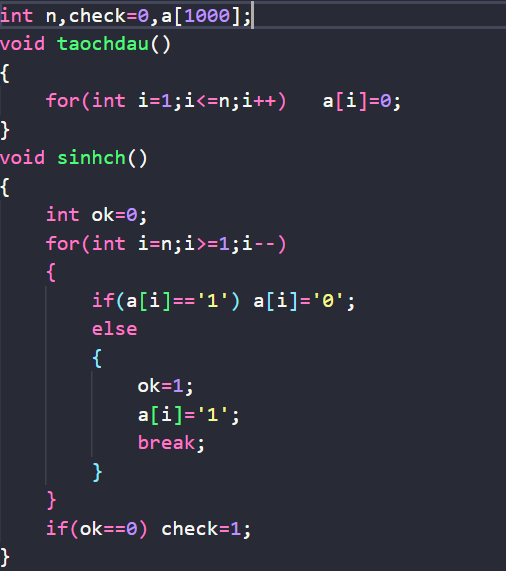 int n,check=0,a[1000];
void taochdau()
{
    for(int i=1;i<=n;i++)   a[i]=0;
}
void sinhch()
{
    int ok=0;
    for(int i=n;i>=1;i--)
    {
        if(a[i]=='1') a[i]='0';
        else
        {
            ok=1;
            a[i]='1';
            break;
        }
    }
    if(ok==0) check=1;
}